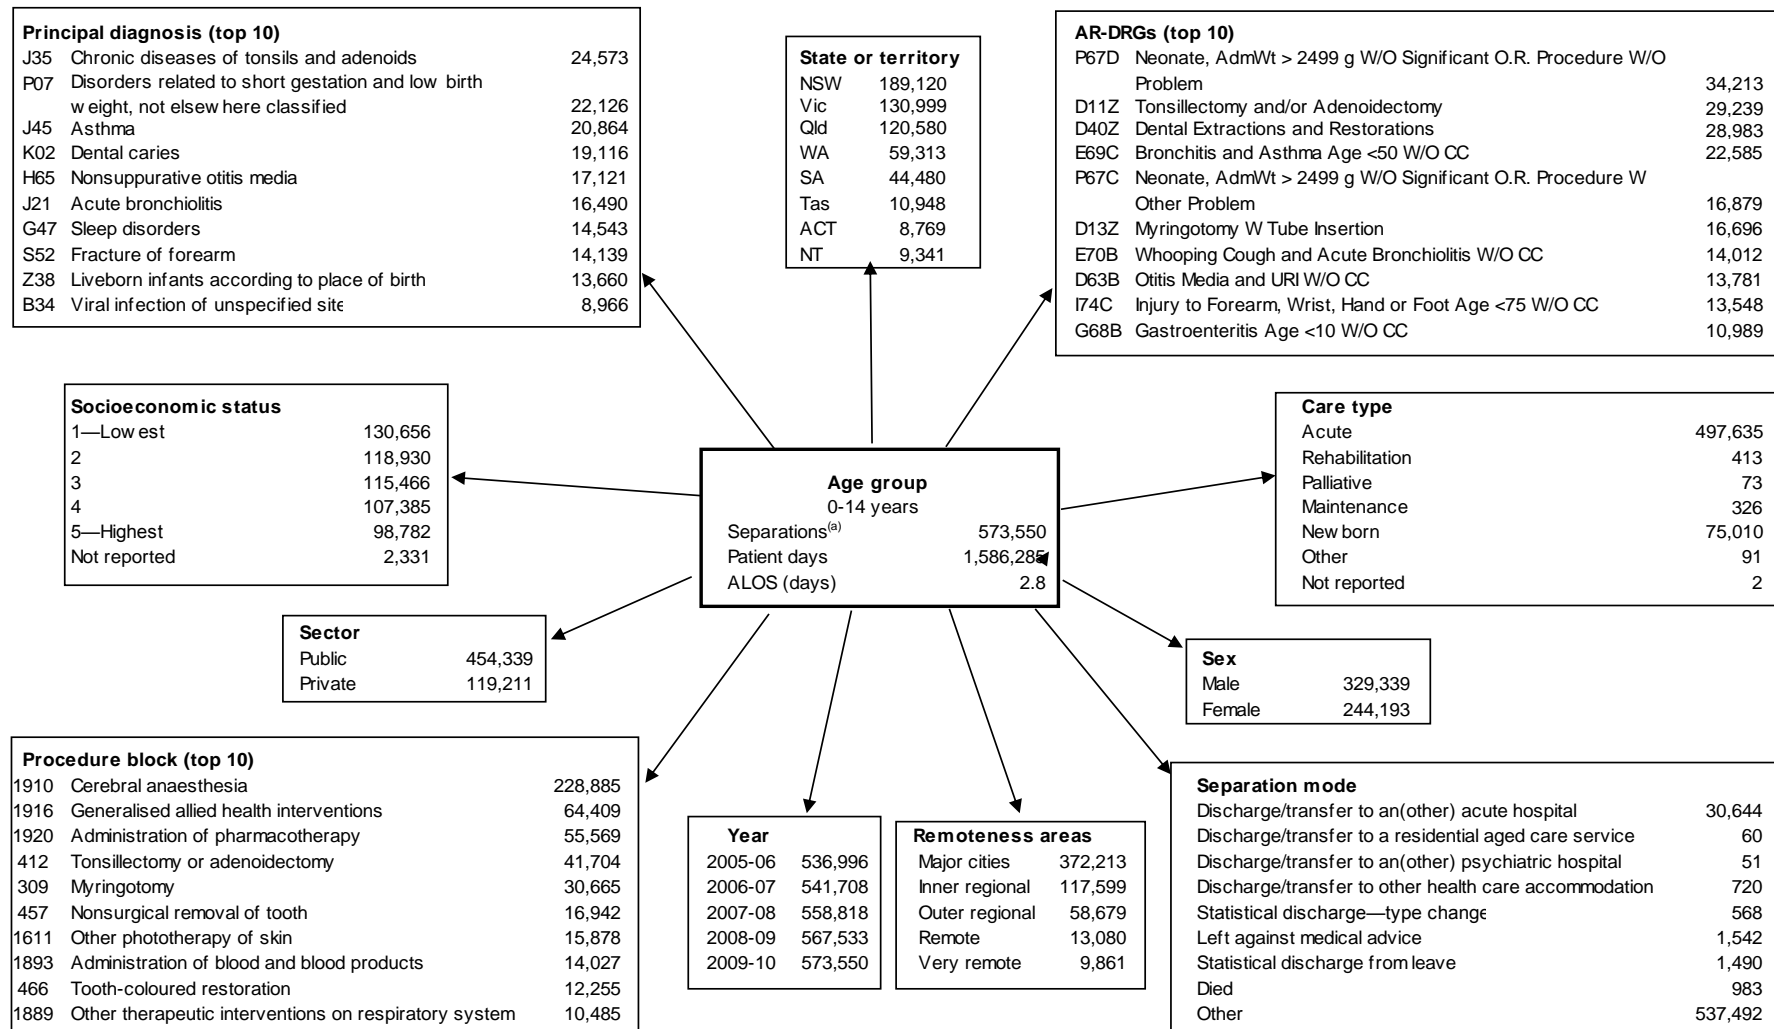 Principal diagnosis (top 10)
J35 Chronic diseases of tonsils and adenoids 24,573
P07 Disorders related to short gestation and low birth
weight, not elsewhere classified 22,126
J45 Asthma 20,864
K02 Dental caries 19,116
H65 Nonsuppurative otitis media 17,121
J21 Acute bronchiolitis 16,490
G47 Sleep disorders 14,543
S52 Fracture of forearm 14,139
Z38 Liveborn infants according to place of birth 13,660
B34 Viral infection of unspecified site 8,966
State or territory
NSW 189,120
Vic 130,999
Qld 120,580
WA 59,313
SA 44,480
Tas 10,948
ACT 8,769
NT 9,341
AR-DRGs (top 10)
P67D Neonate, AdmWt > 2499 g W/O Significant O.R. Procedure W/O
Problem 34,213
D11Z Tonsillectomy and/or Adenoidectomy 29,239
D40Z Dental Extractions and Restorations 28,983
E69C Bronchitis and Asthma Age <50 W/O CC 22,585
P67C Neonate, AdmWt > 2499 g W/O Significant O.R. Procedure W
Other Problem 16,879
D13Z Myringotomy W Tube Insertion 16,696
E70B Whooping Cough and Acute Bronchiolitis W/O CC 14,012
D63B Otitis Media and URI W/O CC 13,781
I74C Injury to Forearm, Wrist, Hand or Foot Age <75 W/O CC 13,548
G68B Gastroenteritis Age <10 W/O CC 10,989
Socioeconomic status
1—Lowest 130,656
2 118,930
3 115,466
4 107,385
5—Highest 98,782
Not reported 2,331
Age group
0-14 years
Separations(a) 573,550
Patient days 1,586,285
ALOS (days) 2.8
Care type
Acute 497,635
Rehabilitation 413
Palliative 73
Maintenance 326
Newborn 75,010
Other 91
Not reported 2
Sector
Public 454,339
Private 119,211
Sex
Male 329,339
Female 244,193
Procedure block (top 10)
1910 Cerebral anaesthesia 228,885
1916 Generalised allied health interventions 64,409
1920 Administration of pharmacotherapy 55,569
412 Tonsillectomy or adenoidectomy 41,704
309 Myringotomy 30,665
457 Nonsurgical removal of tooth 16,942
1611 Other phototherapy of skin 15,878
1893 Administration of blood and blood products 14,027
466 Tooth-coloured restoration 12,255
1889 Other therapeutic interventions on respiratory system 10,485
Year
2005-06 536,996
2006-07 541,708
2007-08 558,818
2008-09 567,533
2009-10 573,550
Remoteness areas
Major cities 372,213
Inner regional 117,599
Outer regional 58,679
Remote 13,080
Very remote 9,861
Separation mode
Discharge/transfer to an(other) acute hospital 30,644
Discharge/transfer to a residential aged care service 60
Discharge/transfer to an(other) psychiatric hospital 51
Discharge/transfer to other health care accommodation 720
Statistical discharge—type change 568
Left against medical advice 1,542
Statistical discharge from leave 1,490
Died 983
Other 537,492